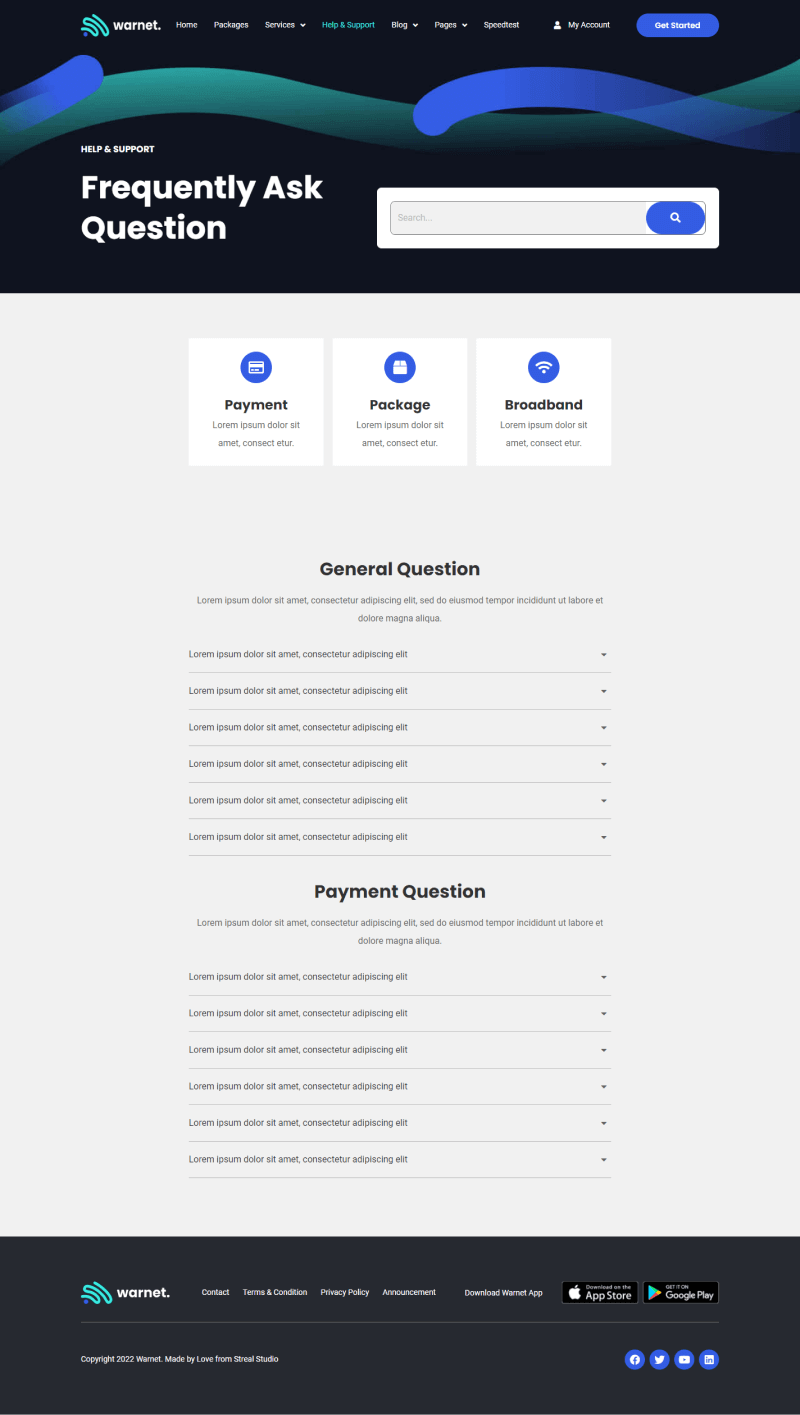 warnet.
Home Packages Services Help & Support Blog Pages Speedtest My Account Get Started
HELP & SUPPORT
Frequently Ask
Question
Search...
Payment
Lorem ipsum dolor sit
amet, consect etur.
Package
Lorem ipsum dolor sit
amet, consect etur.
Broadband
Lorem ipsum dolor sit
amet, consect etur.
General Question
Lorem ipsum dolor sit amet, consectetur adipiscing elit, sed do eiusmod tempor incididunt ut labore et
dolore magna aliqua.
Lorem ipsum dolor sit amet, consectetur adipiscing elit
Lorem ipsum dolor sit amet, consectetur adipiscing elit
Lorem ipsum dolor sit amet, consectetur adipiscing elit
Lorem ipsum dolor sit amet, consectetur adipiscing elit
Lorem ipsum dolor sit amet, consectetur adipiscing elit
Lorem ipsum dolor sit amet, consectetur adipiscing elit
Payment Question
Lorem ipsum dolor sit amet, consectetur adipiscing elit, sed do eiusmod tempor incididunt ut labore et
dolore magna aliqua.
Lorem ipsum dolor sit amet, consectetur adipiscing elit
Lorem ipsum dolor sit amet, consectetur adipiscing elit
Lorem ipsum dolor sit amet, consectetur adipiscing elit
Lorem ipsum dolor sit amet, consectetur adipiscing elit
Lorem ipsum dolor sit amet, consectetur adipiscing elit
Lorem ipsum dolor sit amet, consectetur adipiscing elit
warnet.
Contact Terms & Condition Privacy Policy Announcement
Download Warnet App
Download on the
App Store
GET IT ON
Google Play
Copyright 2022 Warnet. Made by Love from Streal Studio